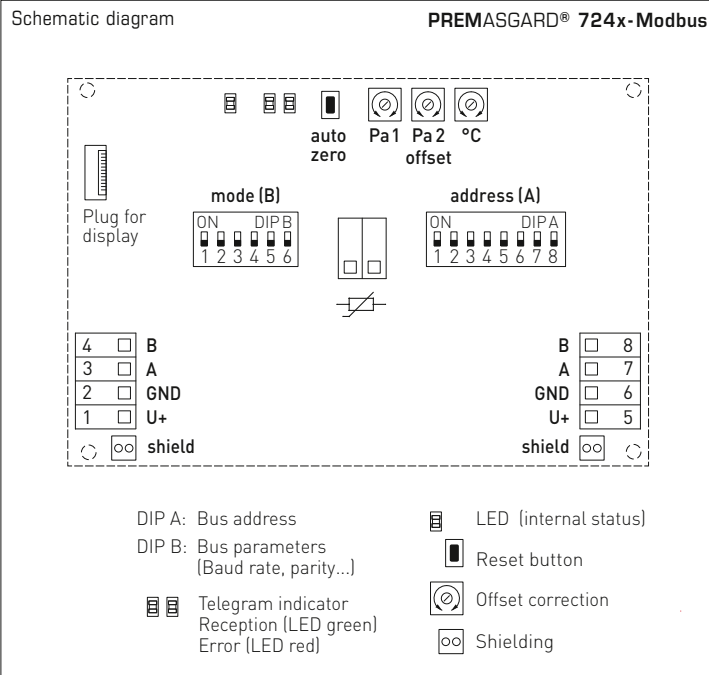 Schematic diagram PREMASGARD® 724x-Modbus
auto zero
Pa 1 Pa 2 °C
offset
Plug for
display
mode (B)
ON DIP B
1 2 3 4 5 6
address (A)
ON DIP A
1 2 3 4 5 6 7 8
4 B
3 A
2 GND
1 U+
shield
B 8
A 7
GND 6
U+ 5
shield
DIP A: Bus address
DIP B: Bus parameters
(Baud rate, parity...)
Telegram indicator
Reception (LED green)
Error (LED red)
LED (internal status)
Reset button
Offset correction
Shielding